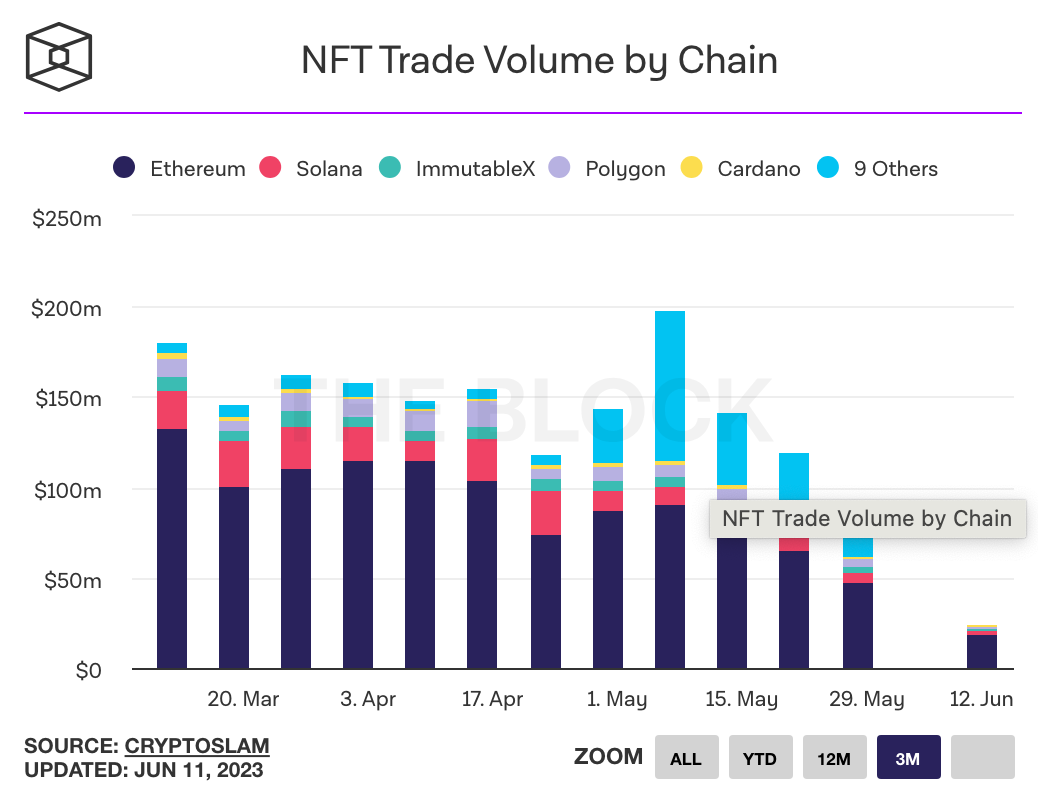 NFT Trade Volume by Chain
Ethereum Solana ImmutableX Polygon Cardano 9 Others
$250m
$200m
$150m
THE BLOCK
$100m
NFT Trade Volume by Chain
$50m
$0
20. Mar 3. Apr 17. Apr 1. May 15. May 29. May 12. Jun
SOURCE: CRYPTOSLAM
UPDATED: JUN 11, 2023
ZOOM ALL YTD 12M 3M